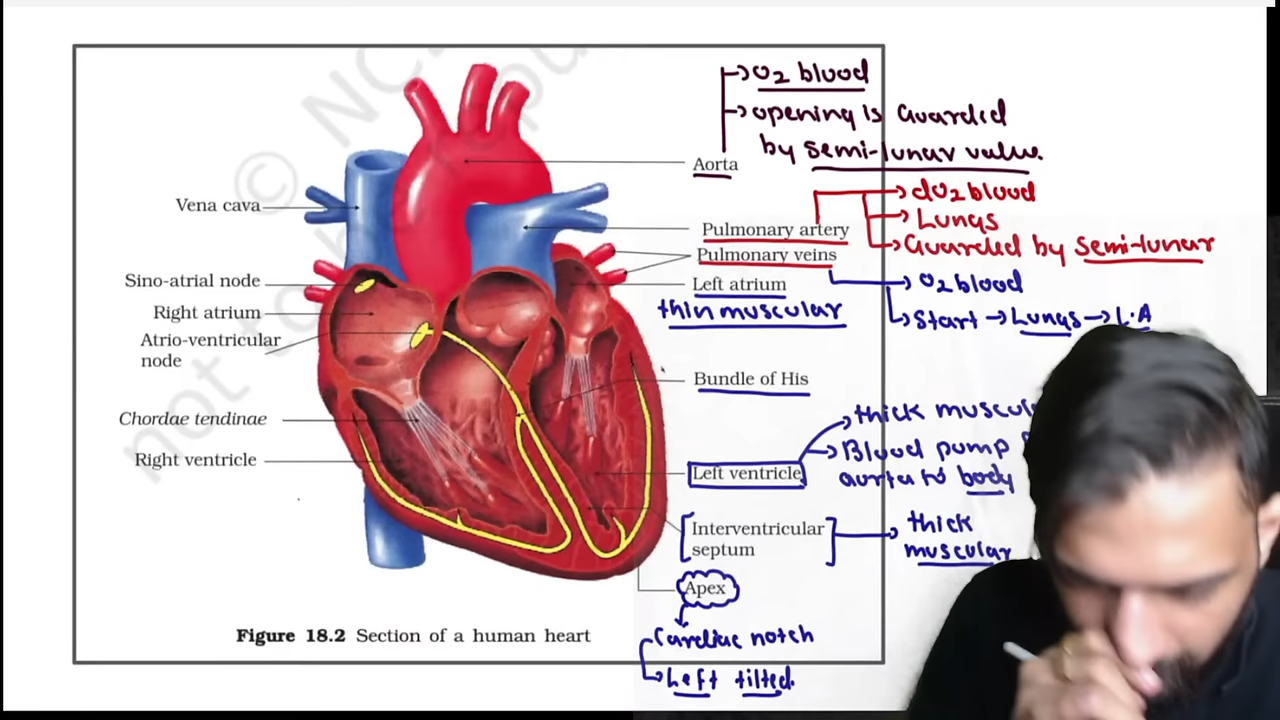 → O2 blood
→ opening is Guarded
by semi-lunar valve.
Aorta
Vena cava
→ dO2 blood
→ Lungs
→ Guarded by semi-lunar
Pulmonary artery
Pulmonary veins
→ O2 blood
→ Start → Lungs → L.A
Sino-atrial node
Left atrium
thin muscular
Right atrium
Atrio-ventricular
node
Bundle of His
Chordae tendinae
Right ventricle
→ thick
→ Blood pump
to body
Left ventricle
Interventricular
septum
→ thick
muscular
Apex
Figure 18.2 Section of a human heart
Cardiac notch
→ Left tilted.